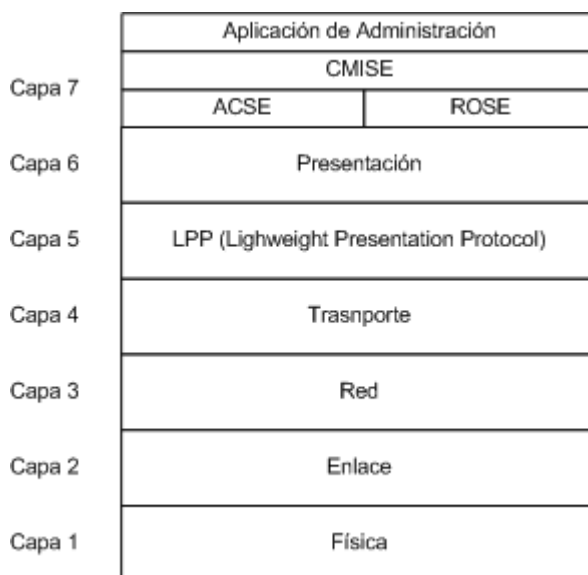 Aplicación de Administración
Capa 7
CMISE
ACSE
ROSE
Capa 6
Presentación
Capa 5
LPP (Lighweight Presentation Protocol)
Capa 4
Trasnporte
Capa 3
Red
Capa 2
Enlace
Capa 1
Física